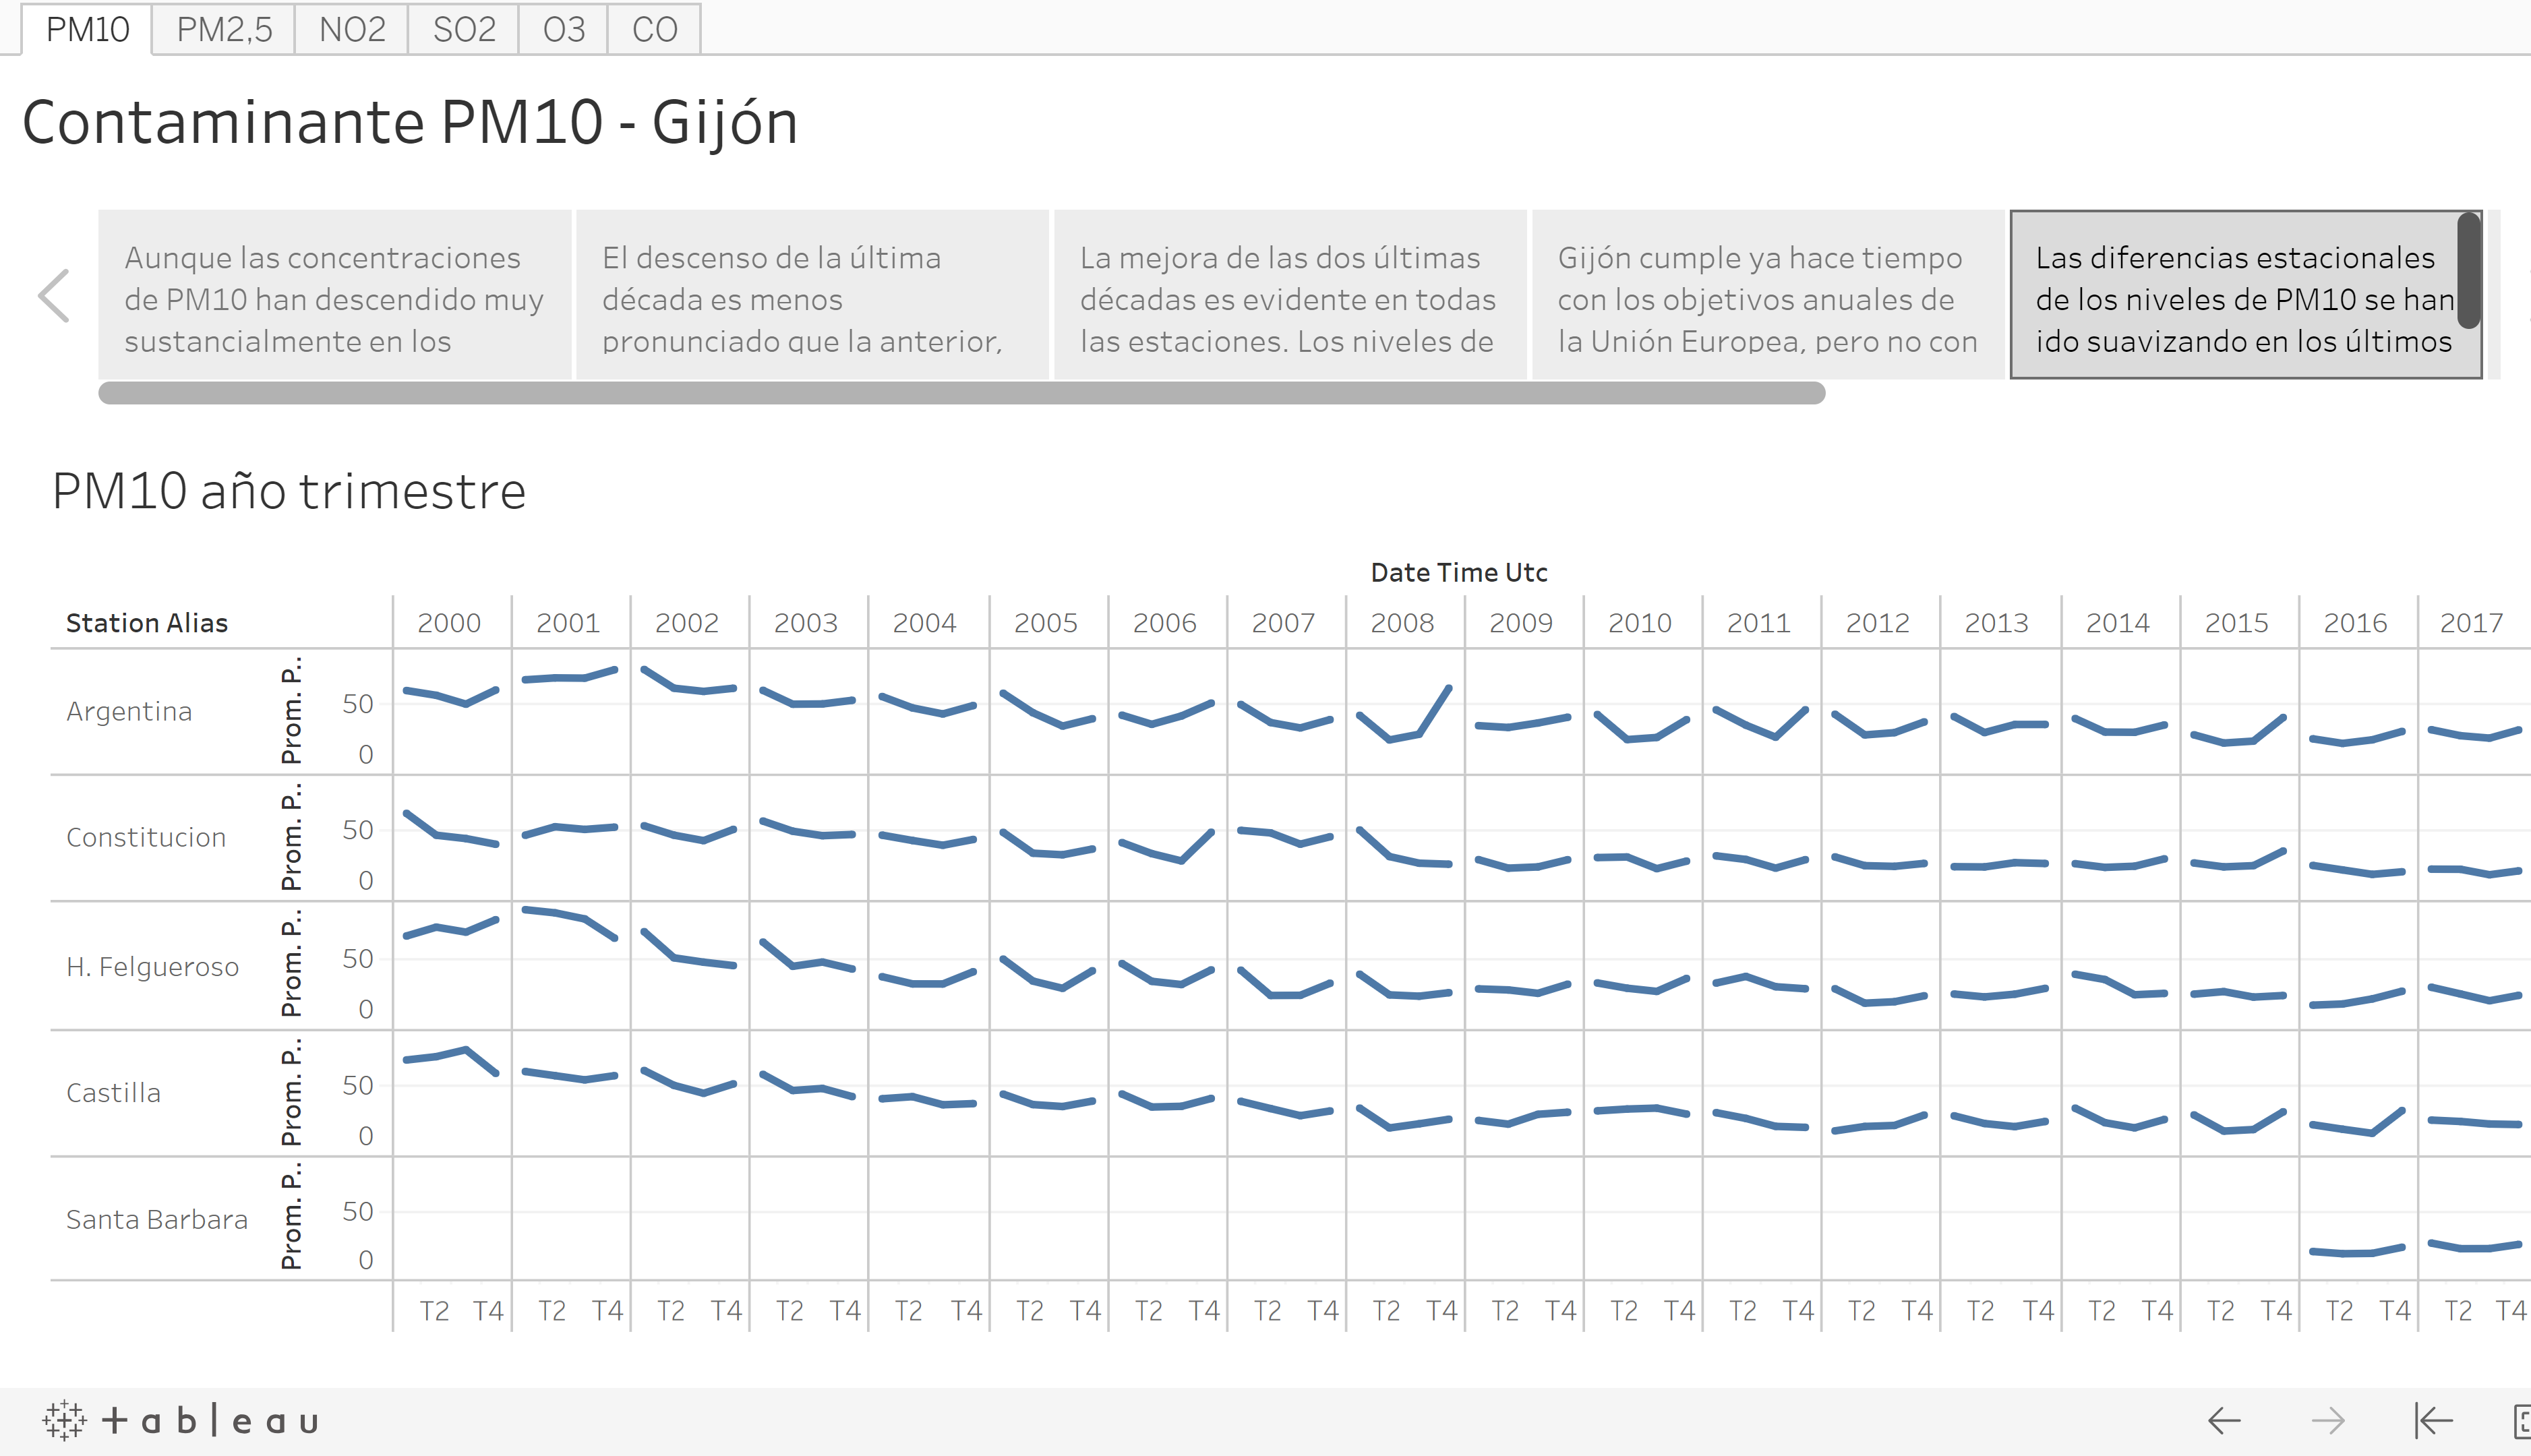 PM10 PM2,5 NO2 SO2 O3 CO
Contaminante PM10 - Gijón
Aunque las concentraciones
de PM10 han descendido muy
sustancialmente en los
El descenso de la última
década es menos
pronunciado que la anterior,
La mejora de las dos últimas
décadas es evidente en todas
las estaciones. Los niveles de
Gijón cumple ya hace tiempo
con los objetivos anuales de
la Unión Europea, pero no con
Las diferencias estacionales
de los niveles de PM10 se han
ido suavizando en los últimos
PM10 año trimestre
Date Time Utc
Station Alias 2000 2001 2002 2003 2004 2005 2006 2007 2008 2009 2010 2011 2012 2013 2014 2015 2016 2017
Argentina Prom. P.. 50 0
Constitucion Prom. P.. 50 0
H. Felgueroso Prom. P.. 50 0
Castilla Prom. P.. 50 0
Santa Barbara Prom. P.. 50 0
T2 T4 T2 T4 T2 T4 T2 T4 T2 T4 T2 T4 T2 T4 T2 T4 T2 T4 T2 T4 T2 T4 T2 T4 T2 T4 T2 T4 T2 T4 T2 T4 T2 T4 T2 T4
+ableau